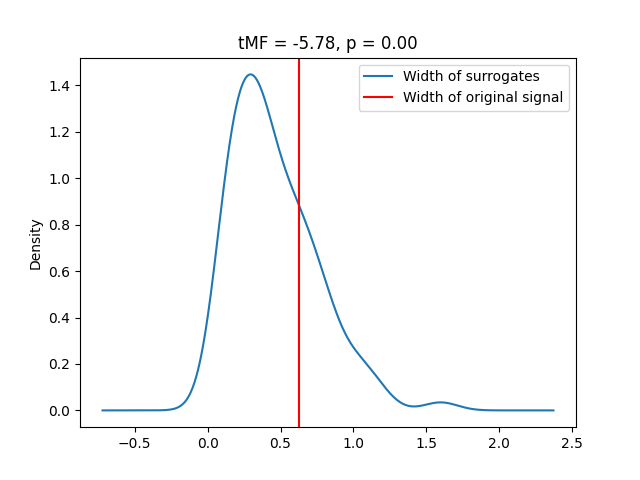 tMF = -5.78, p = 0.00
Width of surrogates
Width of original signal
Density
1.4
1.2
1.0
0.8
0.6
0.4
0.2
0.0
−0.5 0.0 0.5 1.0 1.5 2.0 2.5